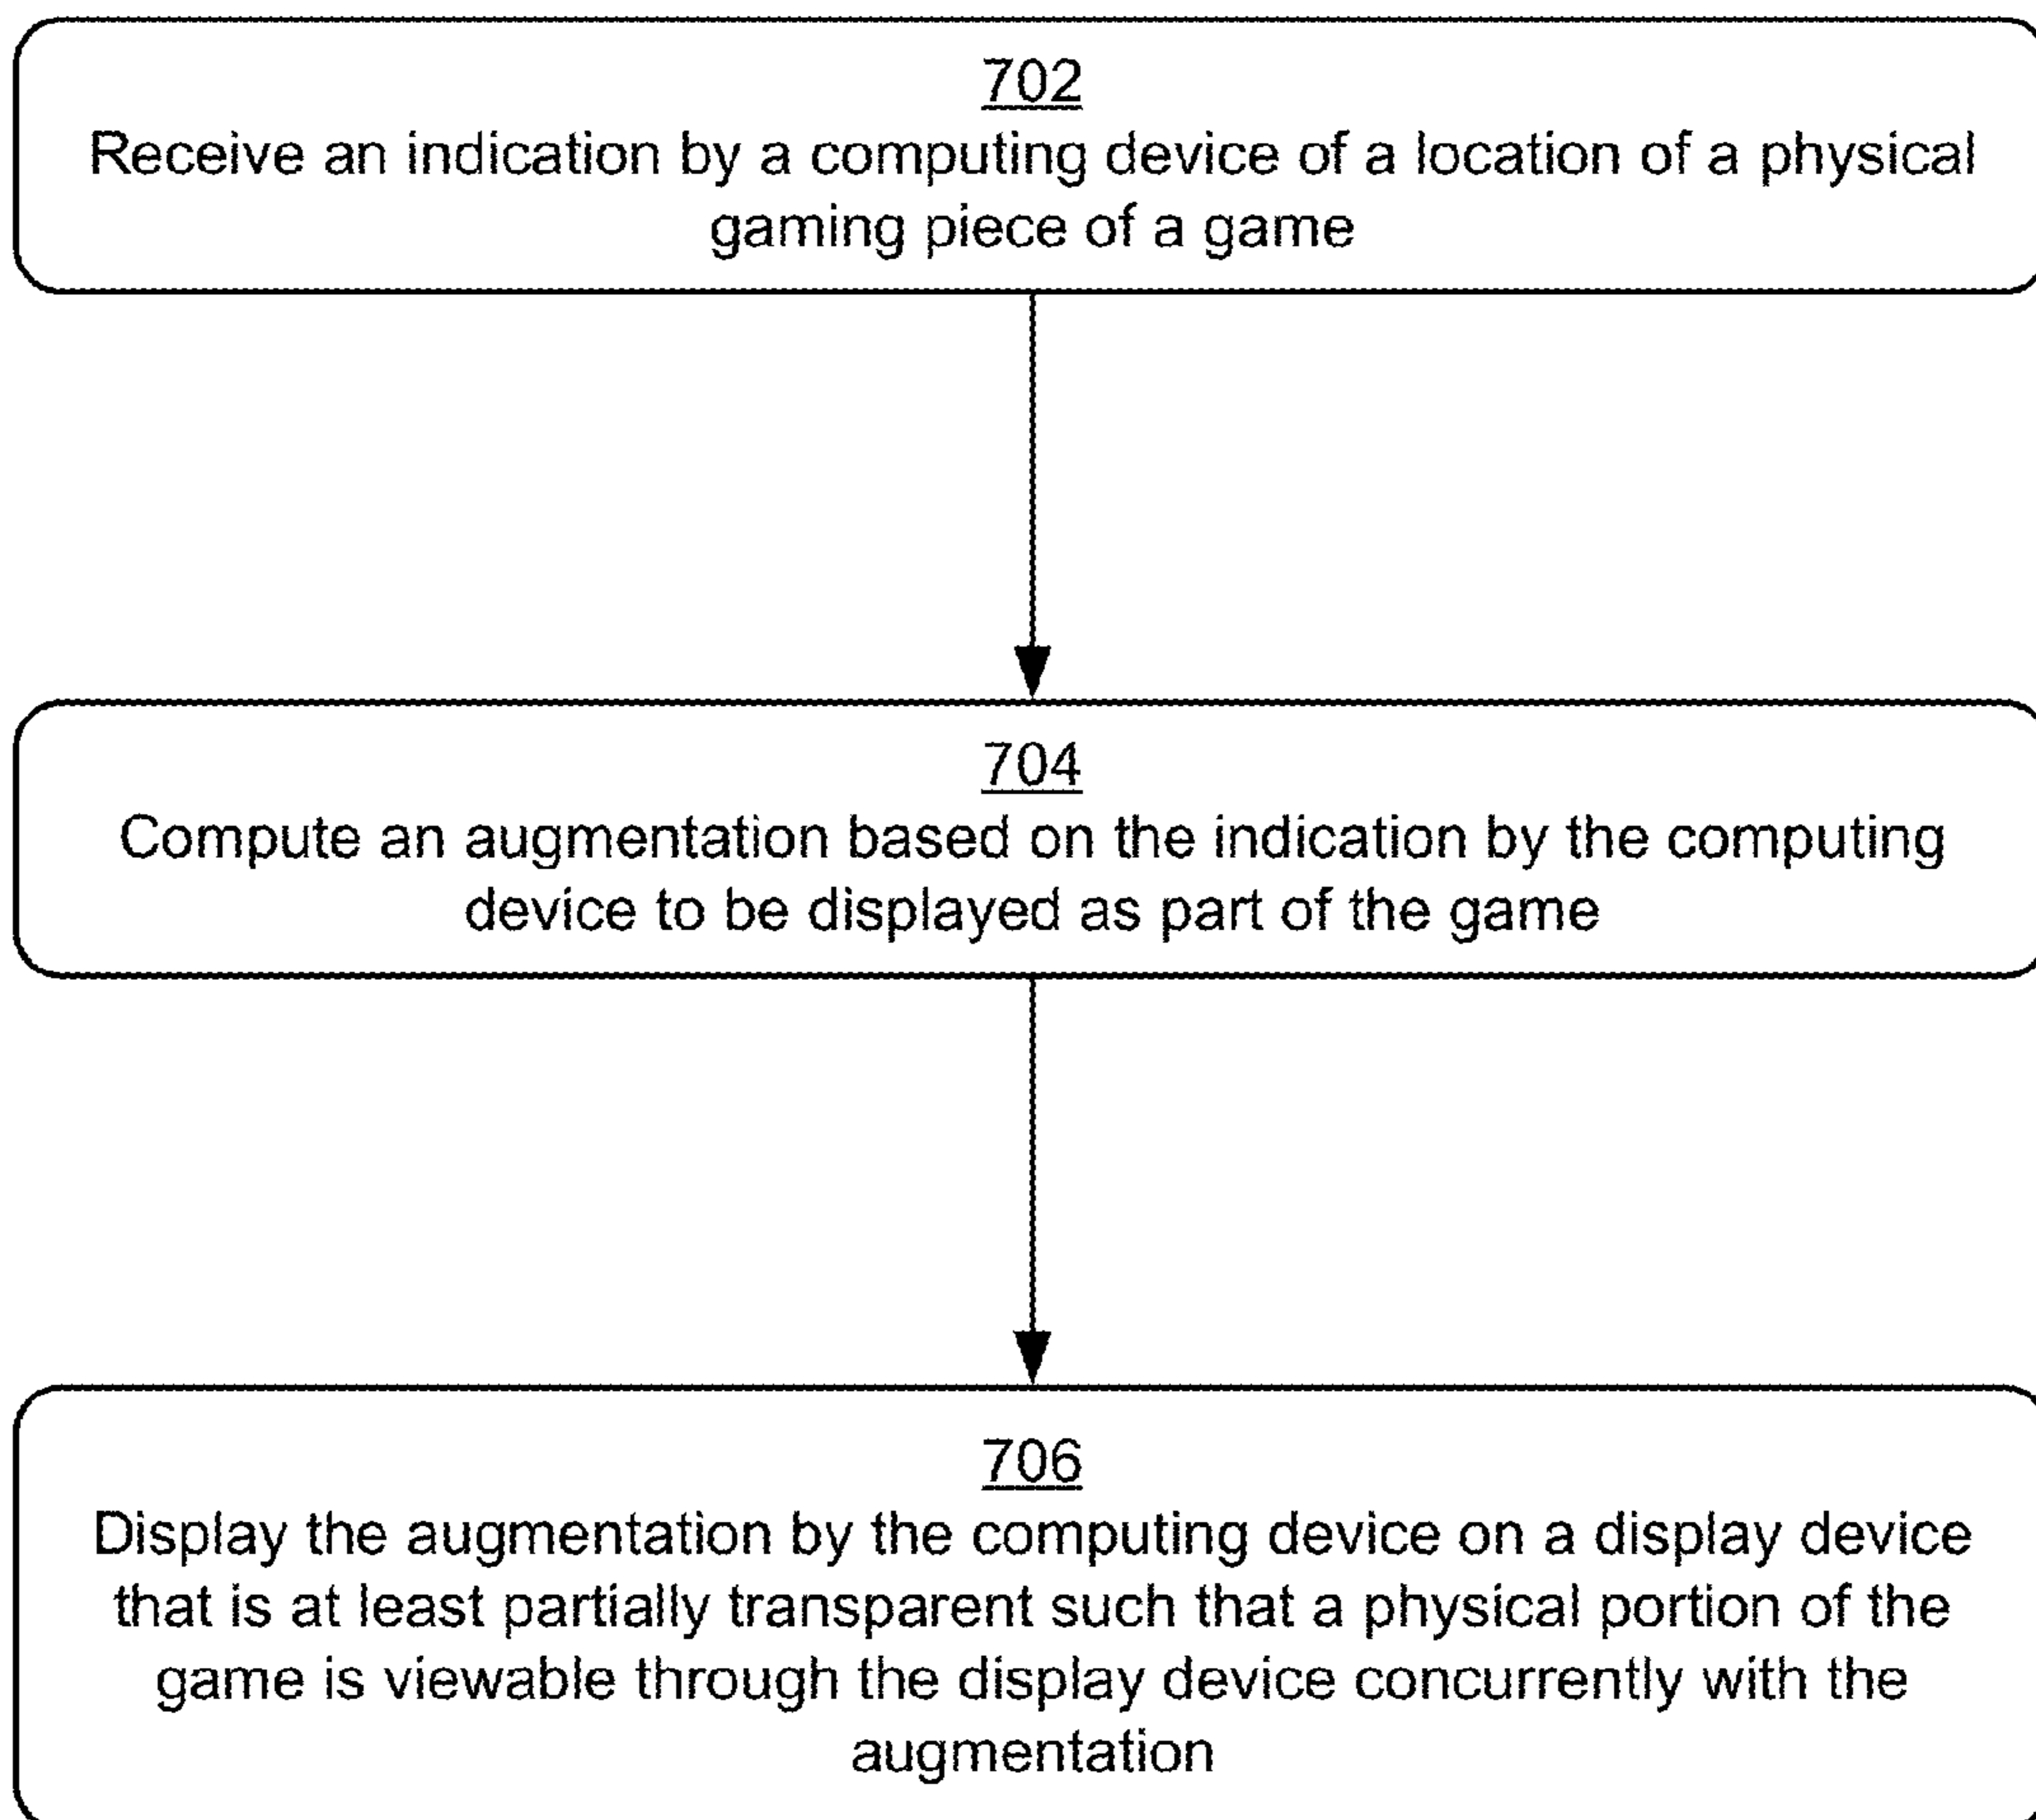 702
Receive an indication by a computing device of a location of a physical
gaming piece of a game
704
Compute an augmentation based on the indication by the computing
device to be displayed as part of the game
706
Display the augmentation by the computing device on a display device
that is at least partially transparent such that a physical portion of the
game is viewable through the display device concurrently with the
augmentation